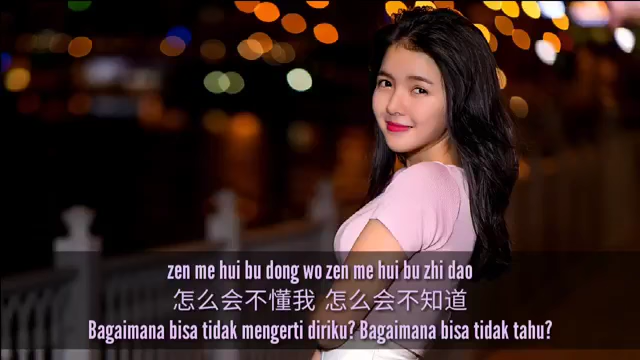 zen me hui bu dong wo zen me hui bu zhi dao
怎么会不懂我 怎么会不知道
Bagaimana bisa tidak mengerti diriku? Bagaimana bisa tidak tahu?